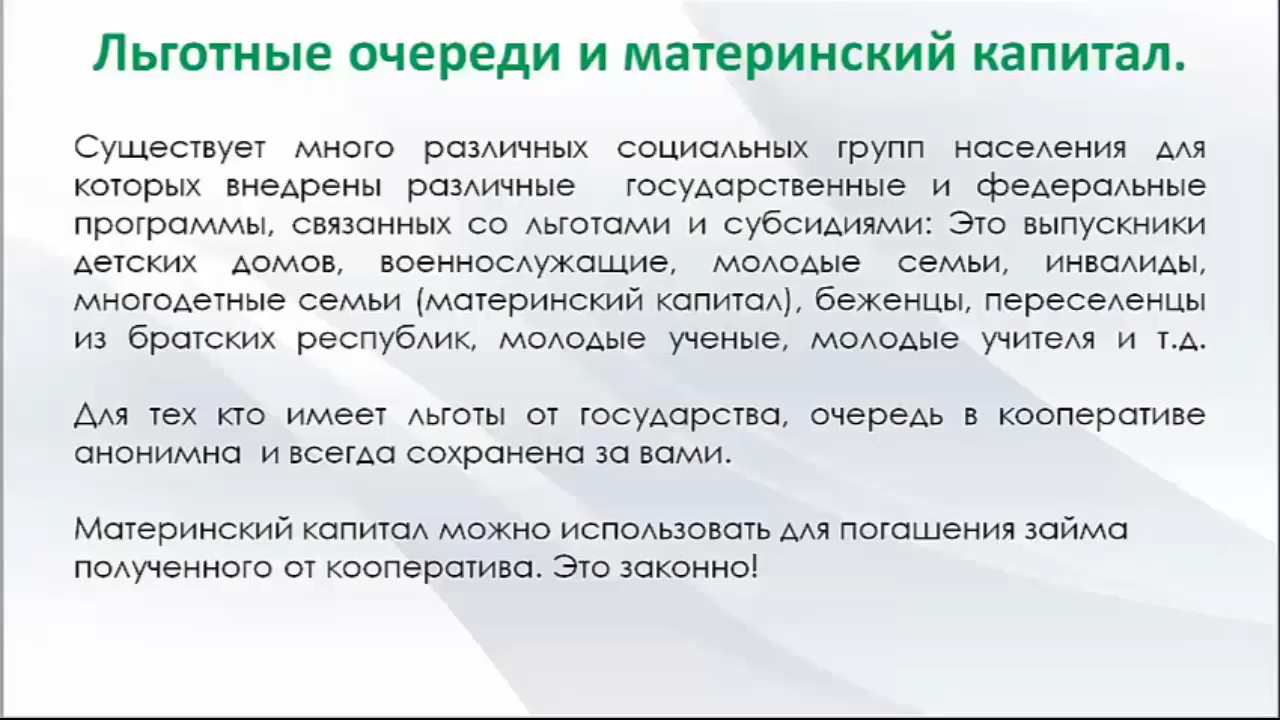 Льготные очереди и материнский капитал.
Существует много различных социальных групп населения для
которых внедрены различные государственные и федеральные
программы, связанных со льготами и субсидиями: Это выпускники
детских домов, военнослужащие, молодые семьи, инвалиды,
многодетные семьи (материнский капитал), беженцы, переселенцы
из братских республик, молодые ученые, молодые учителя и т.д.
Для тех кто имеет льготы от государства, очередь в кооперативе
анонимна и всегда сохранена за вами.
Материнский капитал можно использовать для погашения займа
полученного от кооператива. Это законно!